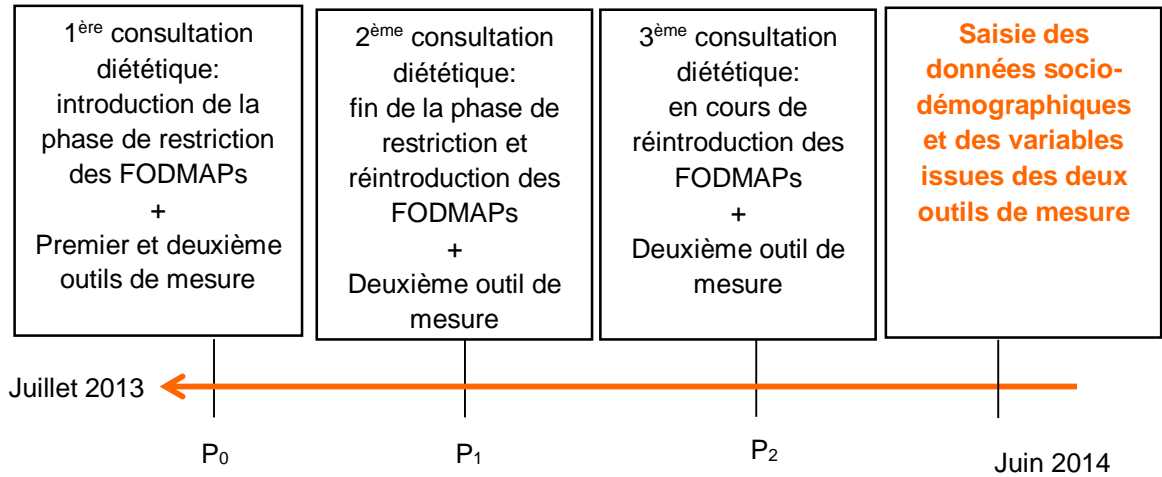 1ère consultation
diététique:
introduction de la
phase de restriction
des FODMAPs
+
Premier et deuxième
outils de mesure
2ème consultation
diététique:
fin de la phase de
restriction et
réintroduction des
FODMAPs
+
Deuxième outil de
mesure
3ème consultation
diététique:
en cours de
réintroduction des
FODMAPs
+
Deuxième outil de
mesure
Saisie des
données socio-
démographiques
et des variables
issues des deux
outils de mesure
Juillet 2013
P0
P1
P2
Juin 2014